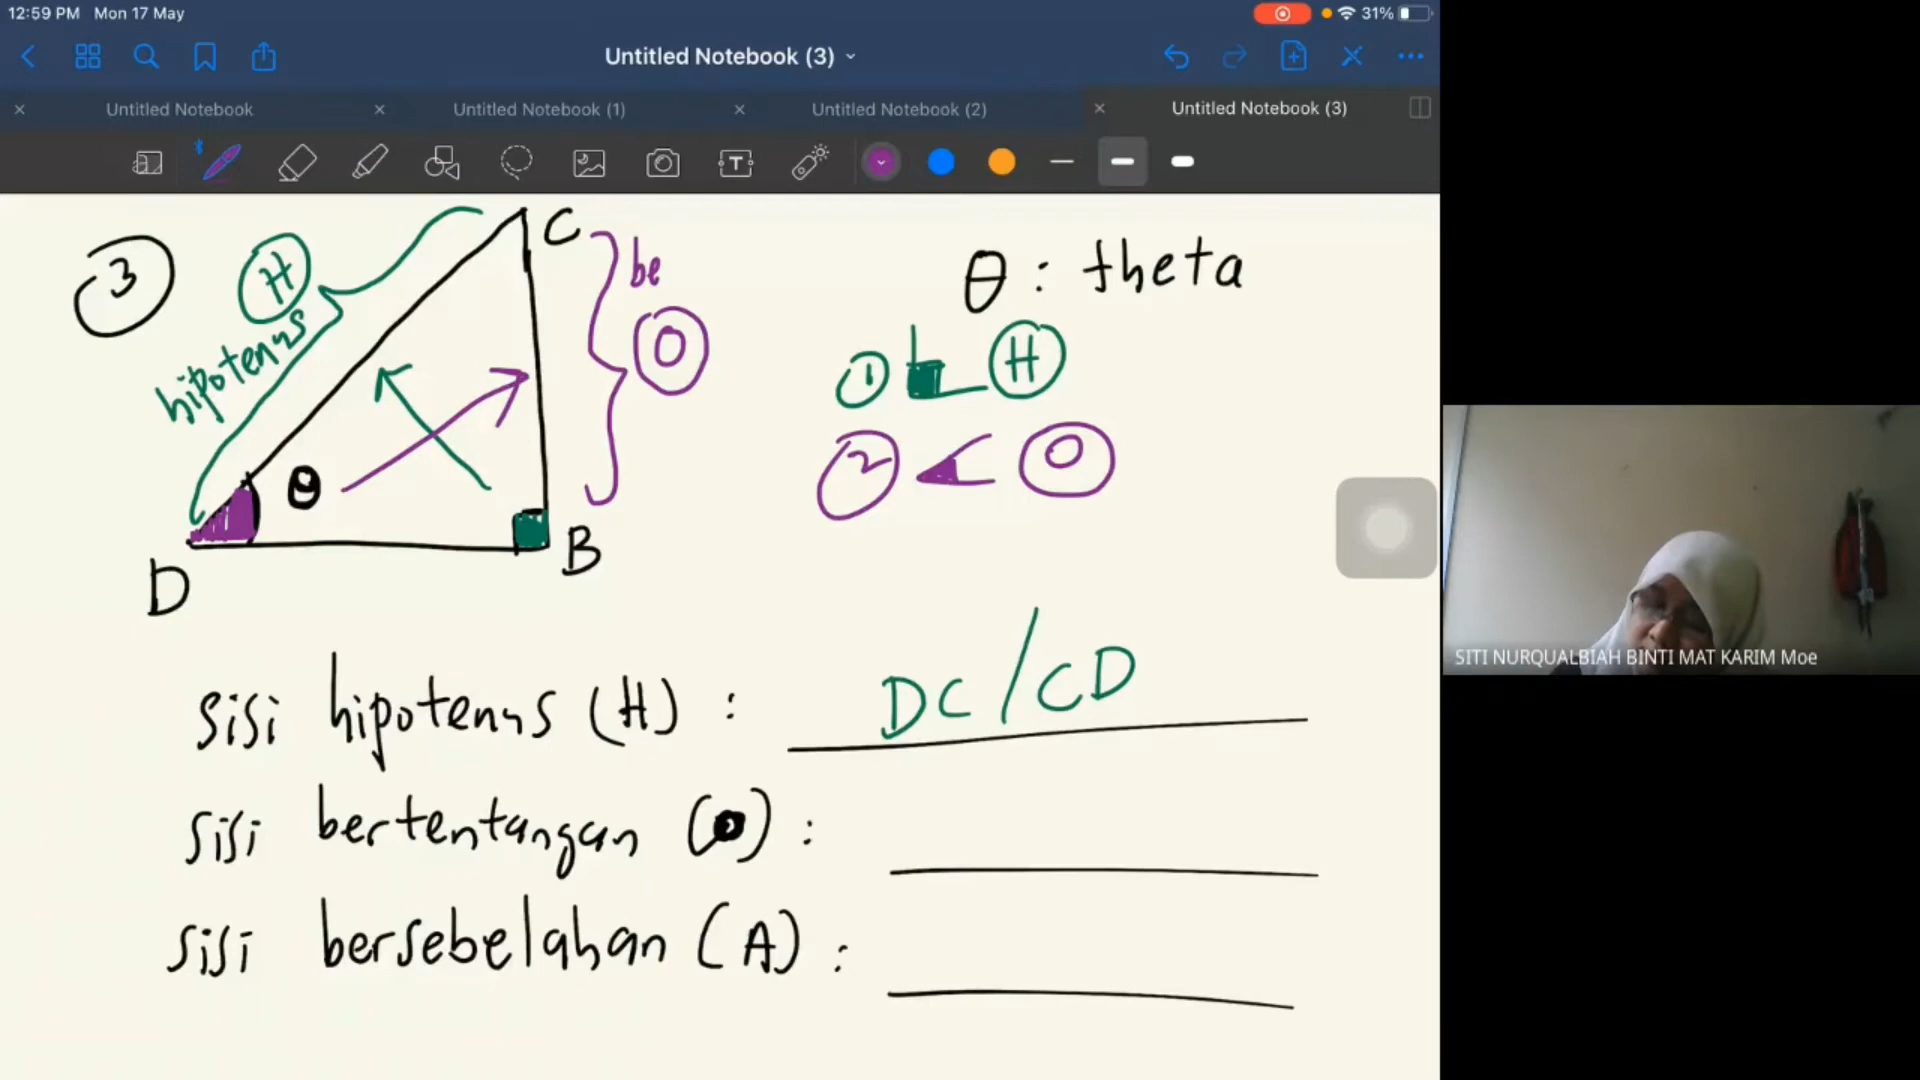 12:59 PM Mon 17 May
31%
Untitled Notebook (3)
Untitled Notebook
Untitled Notebook (1)
Untitled Notebook (2)
Untitled Notebook (3)
T
3
H
hipotenus
C
be
O
θ
D
B
θ : theta
1 H
2 O
sisi hipotenus (H) : DC/CD
sisi bertentangan (O) :
sisi bersebelahan (A) :
SITI NURQUALBIAH BINTI MAT KARIM Moe